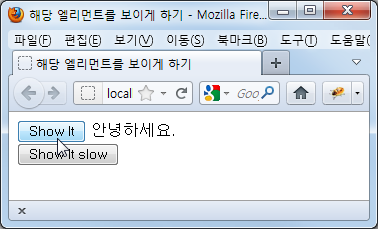 해당 엘리먼트를 보이게 하기 - Mozilla Fire...
파일(F) 편집(E) 보기(V) 이동(S) 북마크(B) 도구(T) 도움말(
해당 엘리먼트를 보이게 하기
local Goo
Show It 안녕하세요.
Show It slow